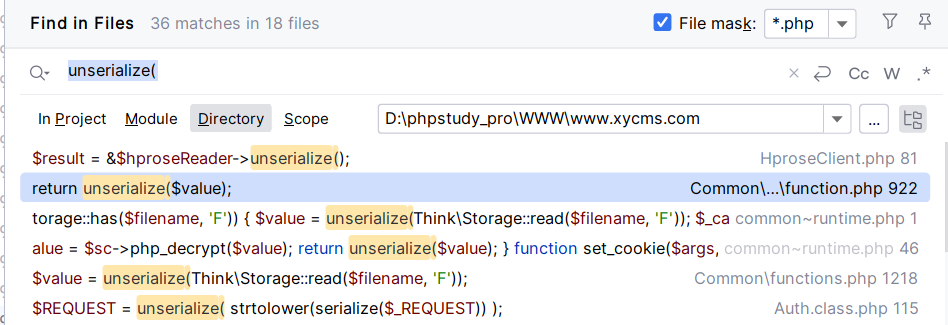 Find in Files 36 matches in 18 files File mask: *.php
unserialize( Cc W .*
In Project Module Directory Scope D:\phpstudy_pro\WWW\www.xycms.com ...
$result = &$hproseReader->unserialize(); HproseClient.php 81
return unserialize($value); Common\...\function.php 922
torage::has($filename, 'F')) { $value = unserialize(Think\Storage::read($filename, 'F')); $_ca common~runtime.php 1
alue = $sc->php_decrypt($value); return unserialize($value); } function set_cookie($args, common~runtime.php 46
$value = unserialize(Think\Storage::read($filename, 'F')); Common\functions.php 1218
$REQUEST = unserialize( strtolower(serialize($_REQUEST)) ); Auth.class.php 115